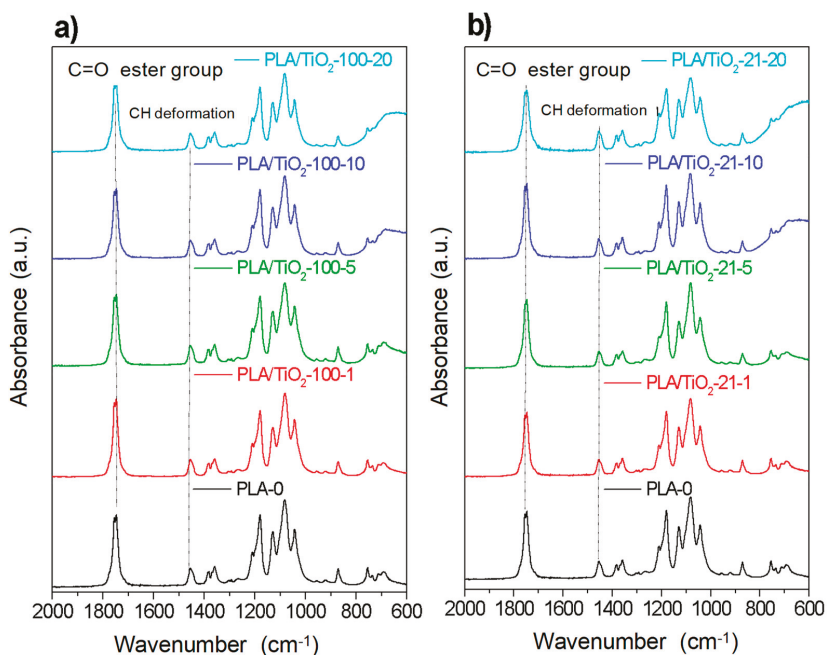 a)
PLA/TiO2-100-20
C=O ester group
CH deformation
PLA/TiO2-100-10
PLA/TiO2-100-5
PLA/TiO2-100-1
PLA-0
Absorbance (a.u.)
2000 1800 1600 1400 1200 1000 800 600
Wavenumber (cm-1)
b)
PLA/TiO2-21-20
C=O ester group
CH deformation
PLA/TiO2-21-10
PLA/TiO2-21-5
PLA/TiO2-21-1
PLA-0
Absorbance (a.u.)
2000 1800 1600 1400 1200 1000 800 600
Wavenumber (cm-1)